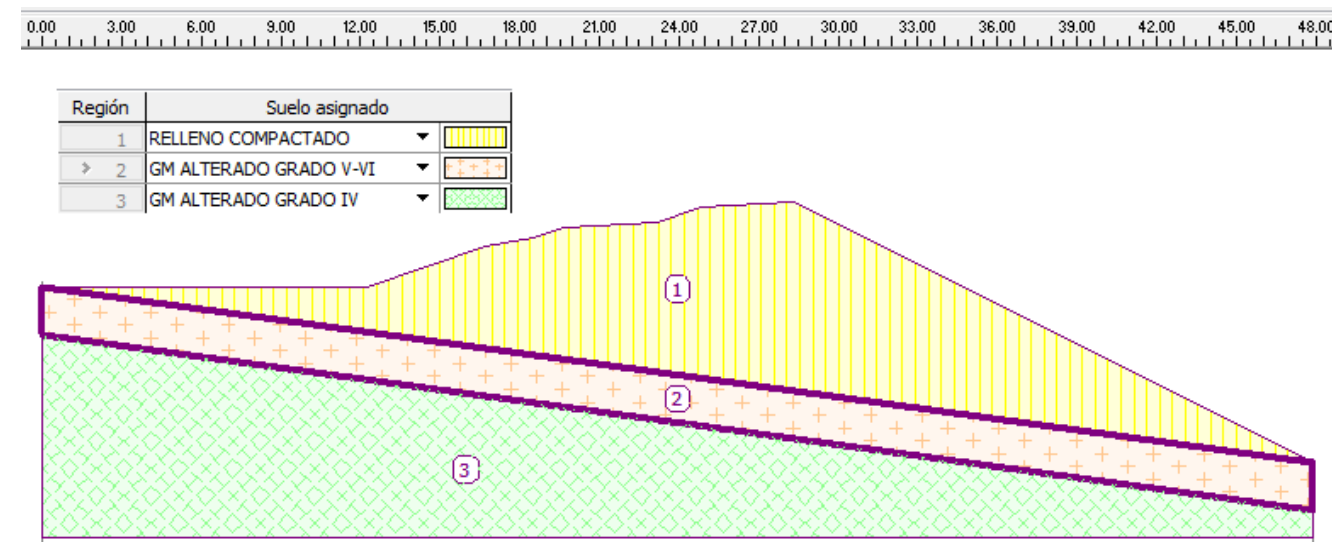 0.00 3.00 6.00 9.00 12.00 15.00 18.00 21.00 24.00 27.00 30.00 33.00 36.00 39.00 42.00 45.00 48.00
Región Suelo asignado
1 RELLENO COMPACTADO
2 GM ALTERADO GRADO V-VI
3 GM ALTERADO GRADO IV
1
2
3